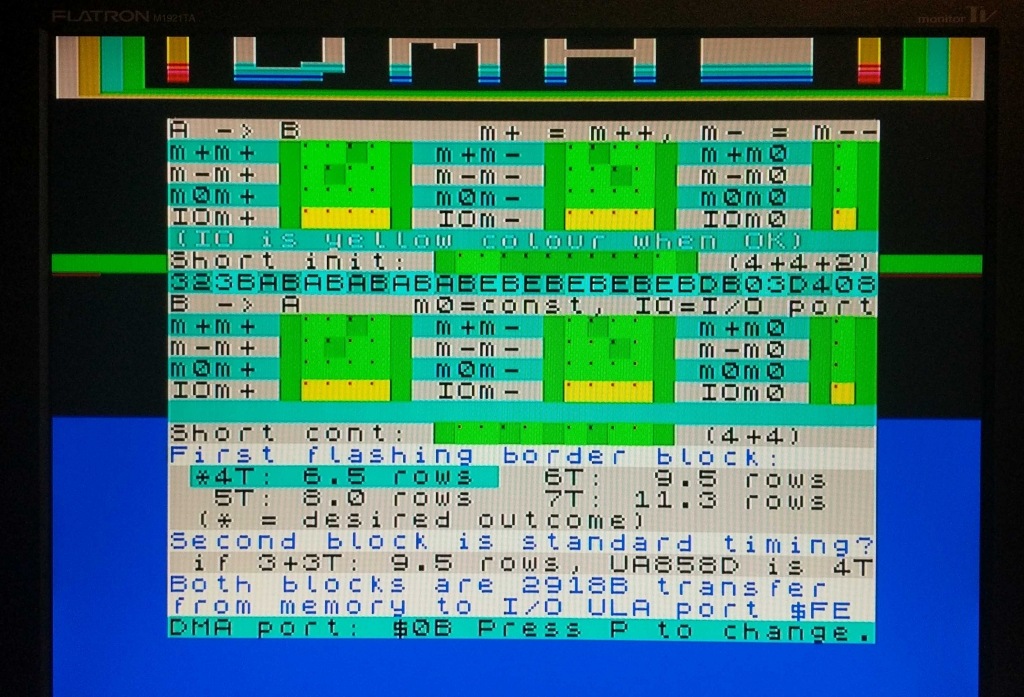 FLATRON M1921TA
monitor TV
A -> B m+ = m++, m- = m--
m+m+ m+m- m+m0
m-m+ m-m- m-m0
m0m+ m0m- m0m0
IOm+ IOm- IOm0
(IO is yellow colour when OK)
Short init: (4+4+2)
323BABABABABABEBEBEBEBEBDB03D408
B -> A m0=const, IO=I/O port
m+m+ m+m- m+m0
m-m+ m-m- m-m0
m0m+ m0m- m0m0
IOm+ IOm- IOm0
Short cont: (4+4)
First flashing border block:
*4T: 6.5 rows 6T: 9.5 rows
5T: 8.0 rows 7T: 11.3 rows
(* = desired outcome)
Second block is standard timing?
if 3+3T: 9.5 rows, UA858D is 4T
Both blocks are 2918B transfer
from memory to I/O ULA port $FE
DMA port: $0B Press P to change.